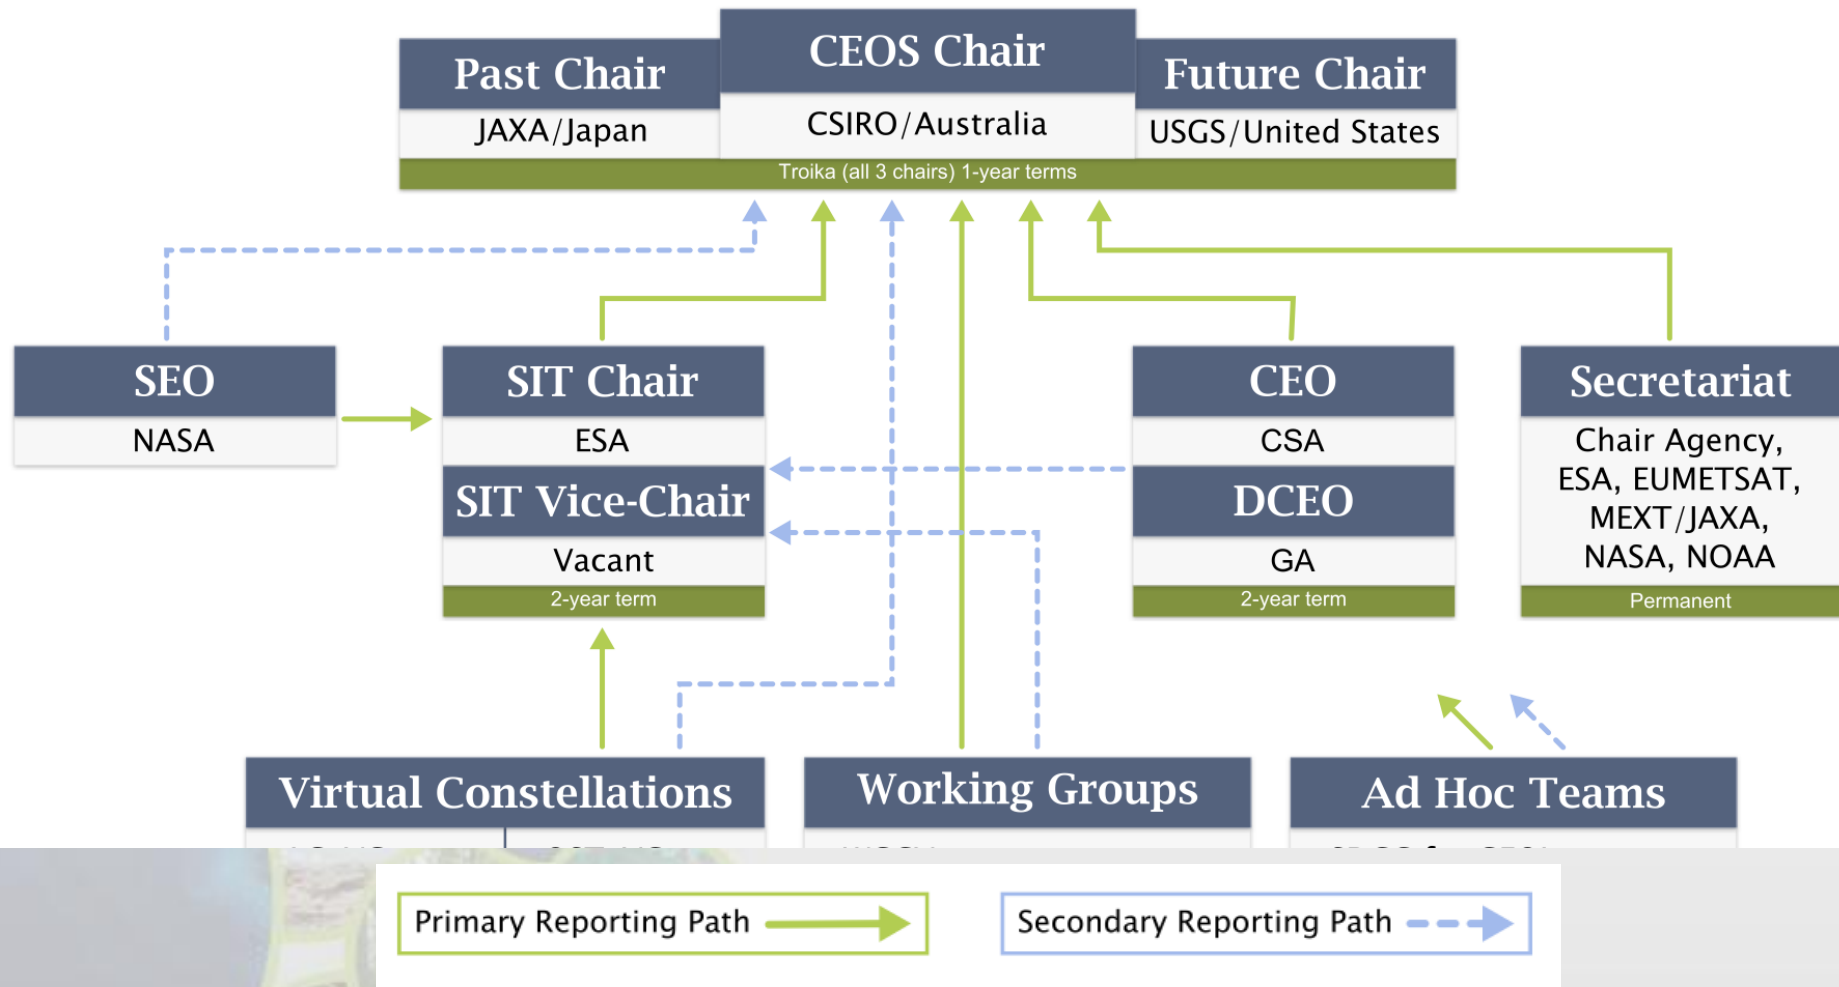 CEOS Chair
Past Chair
Future Chair
JAXA/Japan
CSIRO/Australia
USGS/United States
Troika (all 3 chairs) 1-year terms
SEO
NASA
SIT Chair
ESA
SIT Vice-Chair
Vacant
2-year term
CEO
CSA
DCEO
GA
2-year term
Secretariat
Chair Agency,
ESA, EUMETSAT,
MEXT/JAXA,
NASA, NOAA
Permanent
Virtual Constellations
Working Groups
Ad Hoc Teams
Primary Reporting Path
Secondary Reporting Path